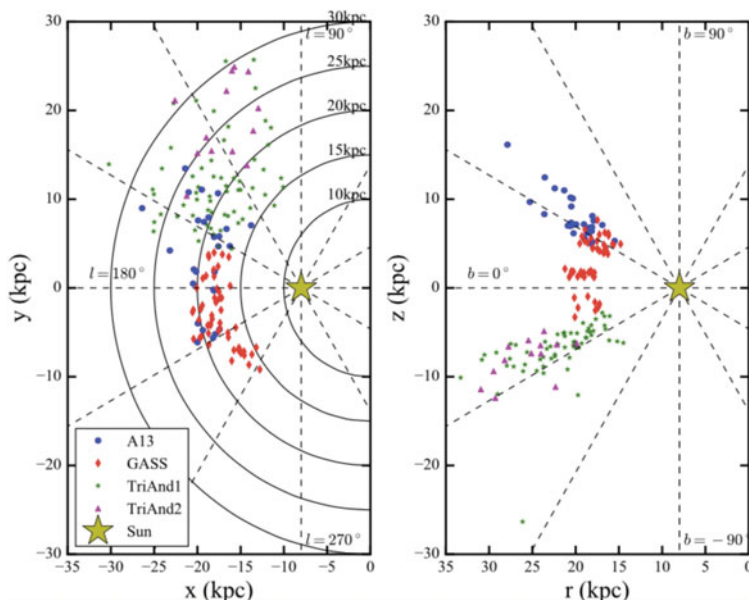 30 30kpc 30
l = 90° 25kpc b = 90°
20 20kpc 20
15kpc
10 10kpc 10
y (kpc) 0 l = 180° z (kpc) 0 b = 0°
−10 −10
A13
GASS
−20 TriAnd1 −20
TriAnd2
Sun l = 270° b = −90°
−30 −30
−35 −30 −25 −20 −15 −10 −5 0 35 30 25 20 15 10 5 0
x (kpc) r (kpc)